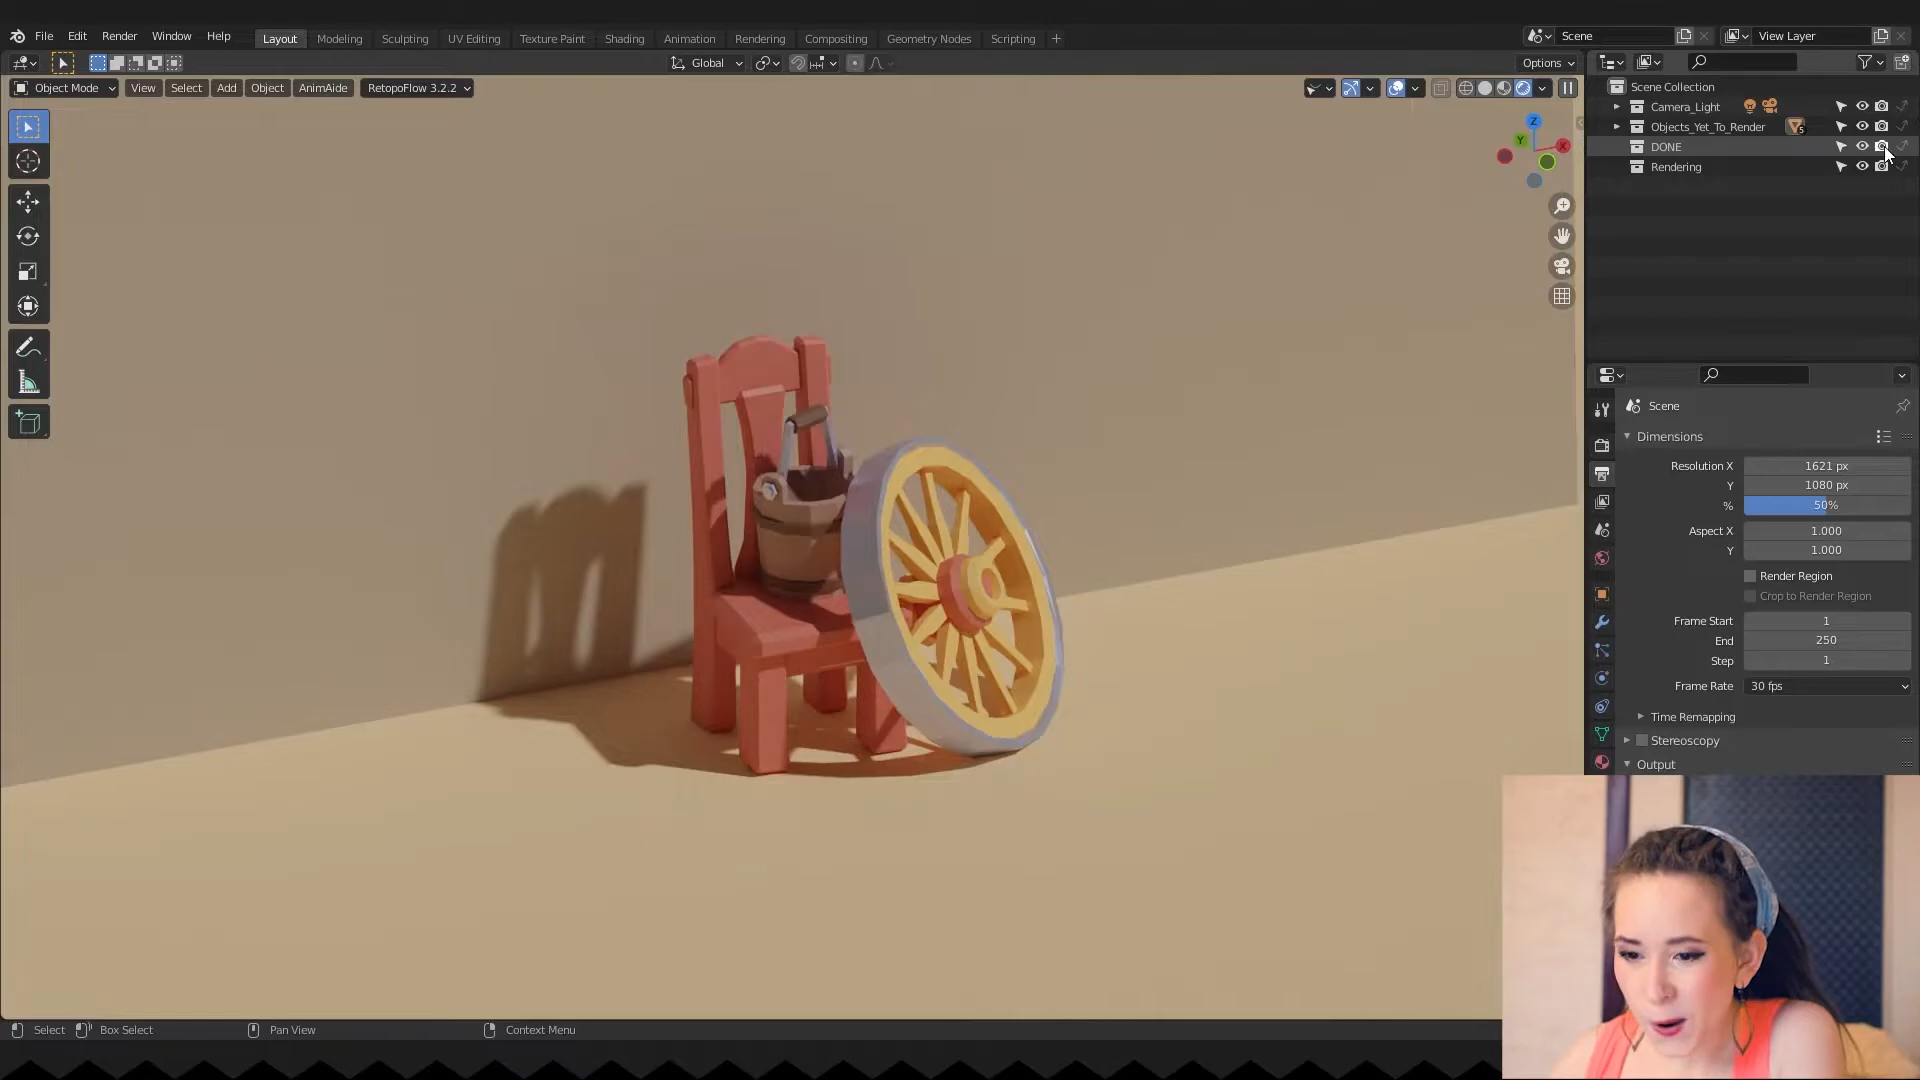 File Edit Render Window Help Layout Modeling Sculpting UV Editing Texture Paint Shading Animation Rendering Compositing Geometry Nodes Scripting + Scene View Layer
Global Options
Object Mode View Select Add Object AnimAide RetopoFlow 3.2.2
Z
Y X
Scene Collection
Camera_Light
Objects_Yet_To_Render 5
DONE
Rendering
Scene
Dimensions
Resolution X 1621 px
Y 1080 px
% 50%
Aspect X 1.000
Y 1.000
Render Region
Crop to Render Region
Frame Start 1
End 250
Step 1
Frame Rate 30 fps
Time Remapping
Stereoscopy
Output
Select Box Select Pan View Context Menu